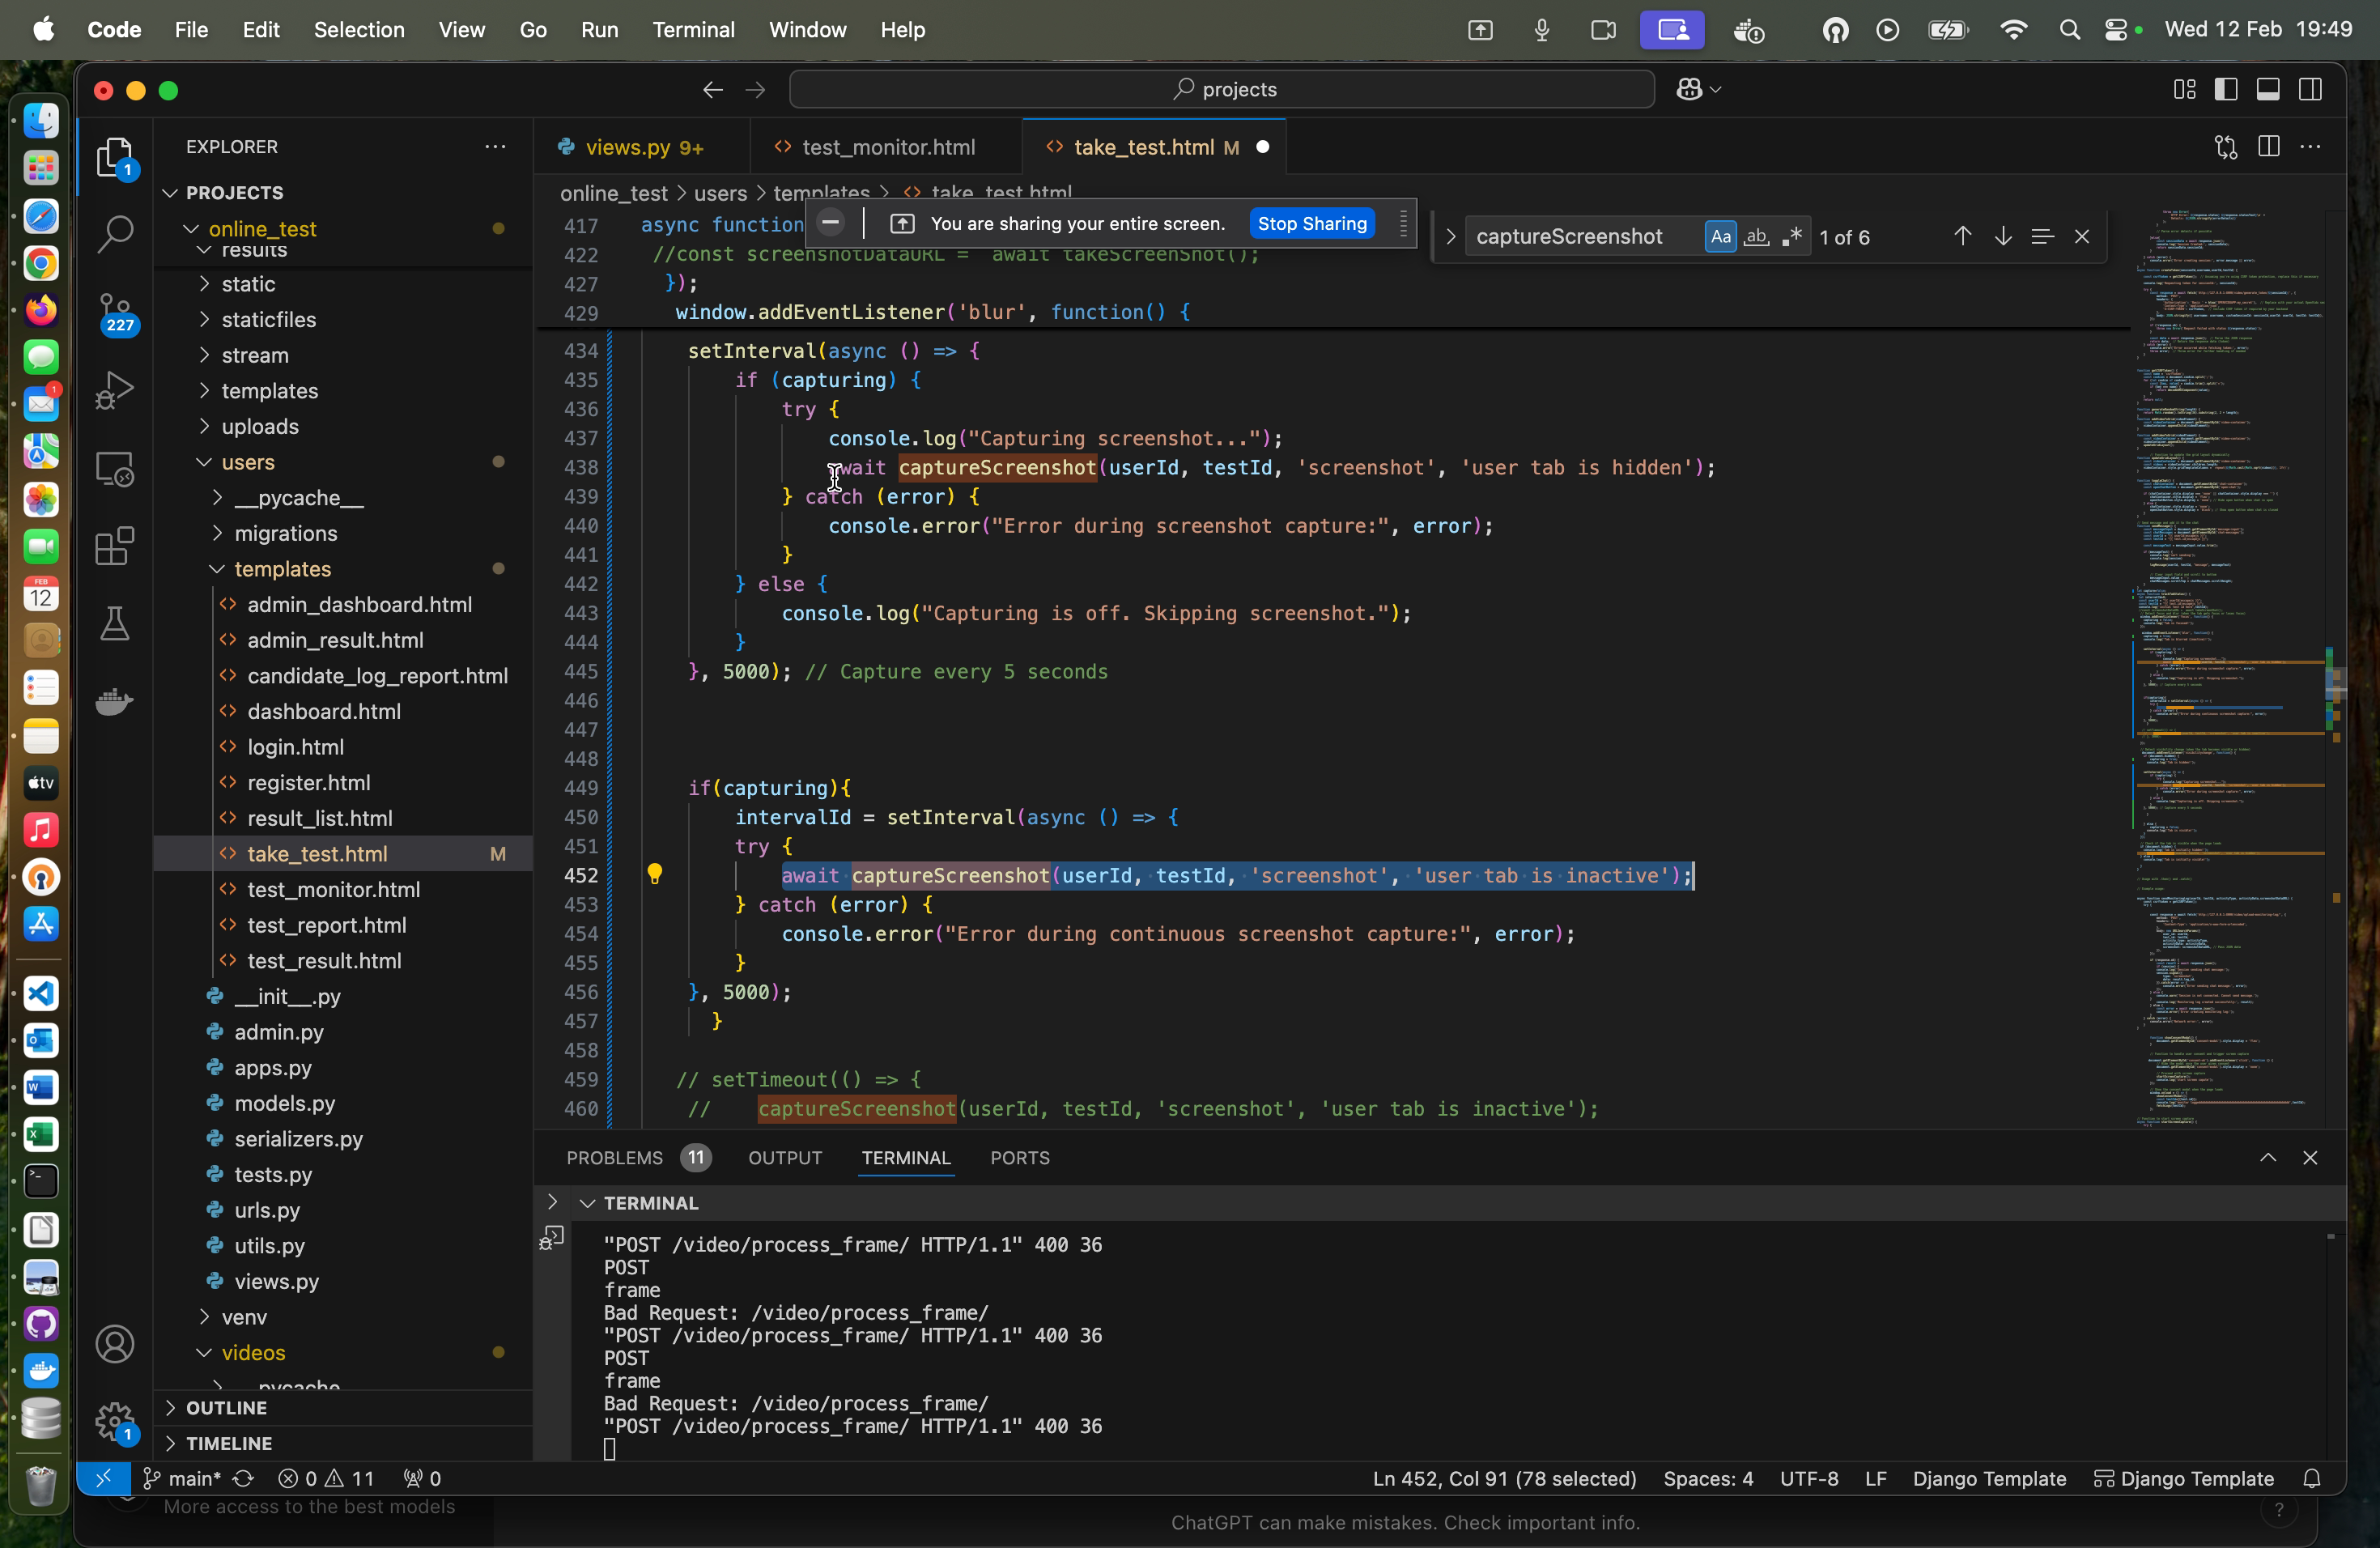 Code File Edit Selection View Go Run Terminal Window Help Wed 12 Feb 19:49
projects
EXPLORER
PROJECTS
online_test
results
static
staticfiles
stream
templates
uploads
users
__pycache__
migrations
templates
admin_dashboard.html
admin_result.html
candidate_log_report.html
dashboard.html
login.html
register.html
result_list.html
take_test.html M
test_monitor.html
test_report.html
test_result.html
__init__.py
admin.py
apps.py
models.py
serializers.py
tests.py
urls.py
utils.py
views.py
venv
videos
__pycache__
OUTLINE
TIMELINE
1
227
1
FEB
12
tv
1
views.py 9+ test_monitor.html take_test.html M
online_test > users > templates > take_test.html
You are sharing your entire screen. Stop Sharing
captureScreenshot Aa ab 1 of 6
417 async function
422 //const screenshotDataURL = await takeScreenShot();
427 });
429 window.addEventListener('blur', function() {
434 setInterval(async () => {
435 if (capturing) {
436 try {
437 console.log("Capturing screenshot...");
438 await captureScreenshot(userId, testId, 'screenshot', 'user tab is hidden');
439 } catch (error) {
440 console.error("Error during screenshot capture:", error);
441 }
442 } else {
443 console.log("Capturing is off. Skipping screenshot.");
444 }
445 }, 5000); // Capture every 5 seconds
446
447
448
449 if(capturing){
450 intervalId = setInterval(async () => {
451 try {
452 await captureScreenshot(userId, testId, 'screenshot', 'user tab is inactive');
453 } catch (error) {
454 console.error("Error during continuous screenshot capture:", error);
455 }
456 }, 5000);
457 }
458
459 // setTimeout(() => {
460 // captureScreenshot(userId, testId, 'screenshot', 'user tab is inactive');
PROBLEMS 11 OUTPUT TERMINAL PORTS
TERMINAL
"POST /video/process_frame/ HTTP/1.1" 400 36
POST
frame
Bad Request: /video/process_frame/
"POST /video/process_frame/ HTTP/1.1" 400 36
POST
frame
Bad Request: /video/process_frame/
"POST /video/process_frame/ HTTP/1.1" 400 36
main* 0 11 0 Ln 452, Col 91 (78 selected) Spaces: 4 UTF-8 LF Django Template Django Template
More access to the best models
ChatGPT can make mistakes. Check important info. ?